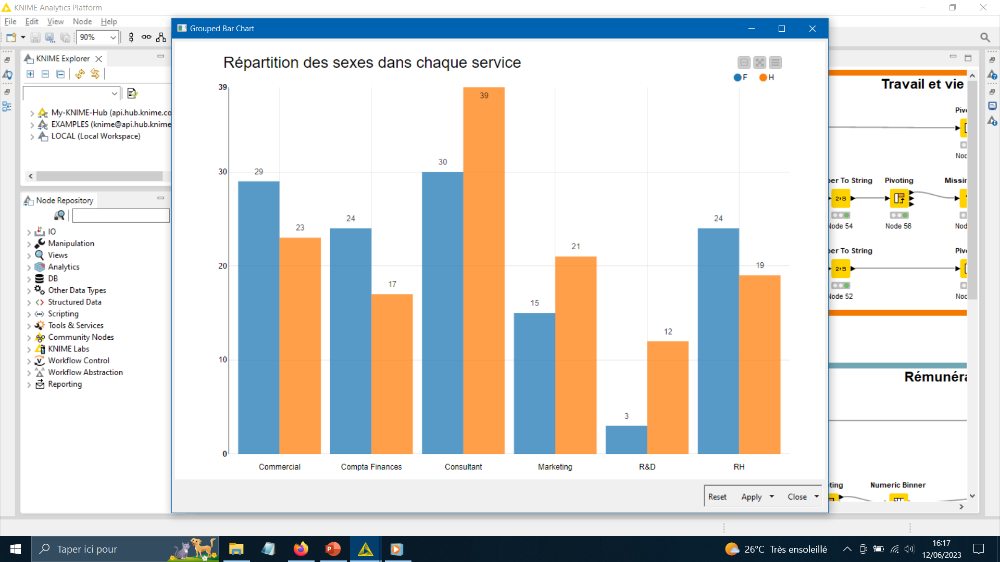 KNIME Analytics Platform
File Edit View Node Help
90%
KNIME Explorer
My-KNIME-Hub (api.hub.knime.co
EXAMPLES (knime@api.hub.knime
LOCAL (Local Workspace)
Node Repository
IO
Manipulation
Views
Analytics
DB
Other Data Types
Structured Data
Scripting
Tools & Services
Community Nodes
KNIME Labs
Workflow Control
Workflow Abstraction
Reporting
Grouped Bar Chart
Répartition des sexes dans chaque service
F H
39
30
20
10
0
29
23
24
17
30
39
15
21
3
12
24
19
Commercial
Compta Finances
Consultant
Marketing
R&D
RH
Reset Apply Close
Travail et vie
Piv
Noc
ber To String Pivoting Missir
Node 54 Node 56 Nod
ber To String Piv
Node 52 Noc
Rémunéra
ting Numeric Binner
Taper ici pour
26°C Très ensoleillé
16:17
12/06/2023